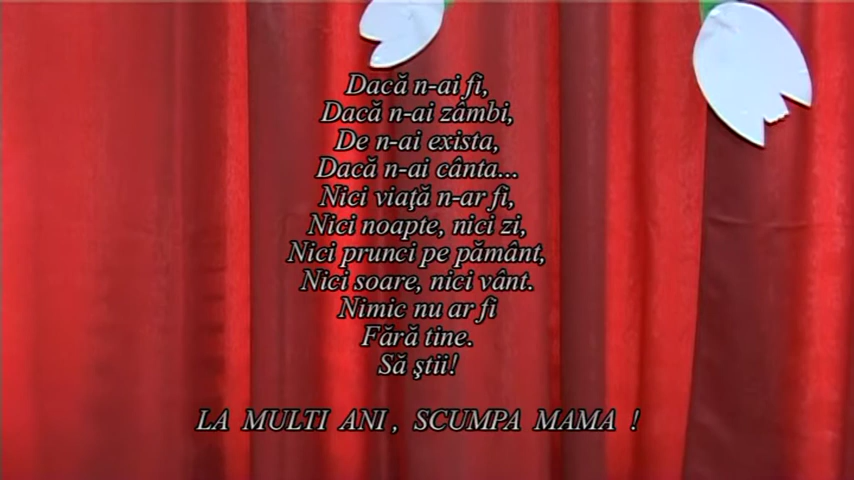 Dacă n-ai fi,
Dacă n-ai zâmbi,
De n-ai exista,
Dacă n-ai cânta...
Nici viaţă n-ar fi,
Nici noapte, nici zi,
Nici prunci pe pământ,
Nici soare, nici vânt.
Nimic nu ar fi
Fără tine.
Să ştii!
LA MULTI ANI , SCUMPA MAMA !